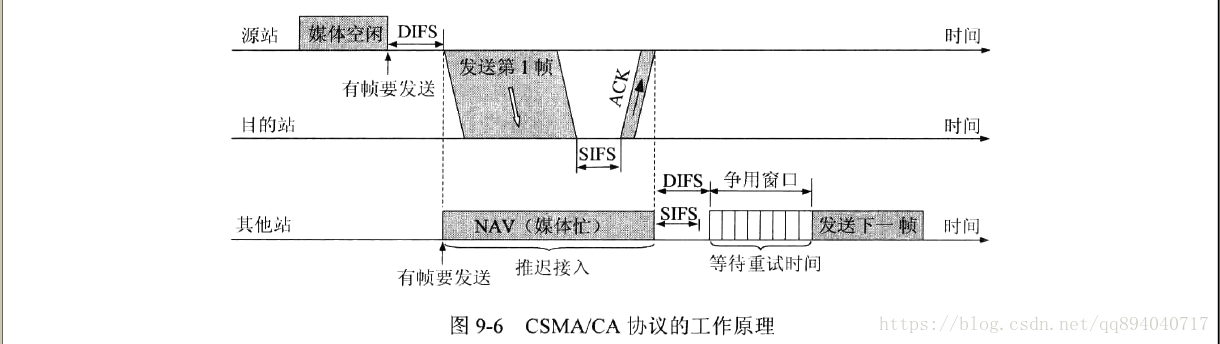 源站
媒体空闲
DIFS
时间
有帧要发送
发送第1帧
ACK
目的站
时间
SIFS
DIFS
争用窗口
其他站
NAV（媒体忙）
SIFS
发送下一帧
时间
有帧要发送
推迟接入
等待重试时间
图 9-6 CSMA/CA 协议的工作原理
https://blog.csdn.net/qq894040717